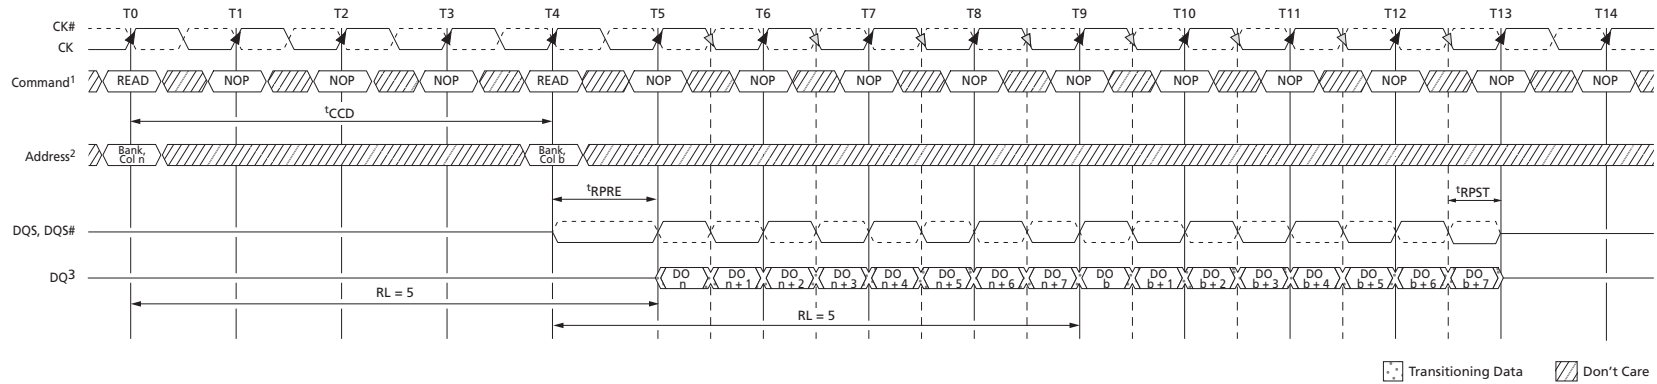 T0 T1 T2 T3 T4 T5 T6 T7 T8 T9 T10 T11 T12 T13 T14
CK#
CK
Command1 READ NOP NOP NOP READ NOP NOP NOP NOP NOP NOP NOP NOP NOP NOP
tCCD
Address2 Bank, Col n Bank, Col b
tRPRE tRPST
DQS, DQS#
DQ3 DO n DO n + 1 DO n + 2 DO n + 3 DO n + 4 DO n + 5 DO n + 6 DO n + 7 DO b DO b + 1 DO b + 2 DO b + 3 DO b + 4 DO b + 5 DO b + 6 DO b + 7
RL = 5
RL = 5
Transitioning Data Don't Care